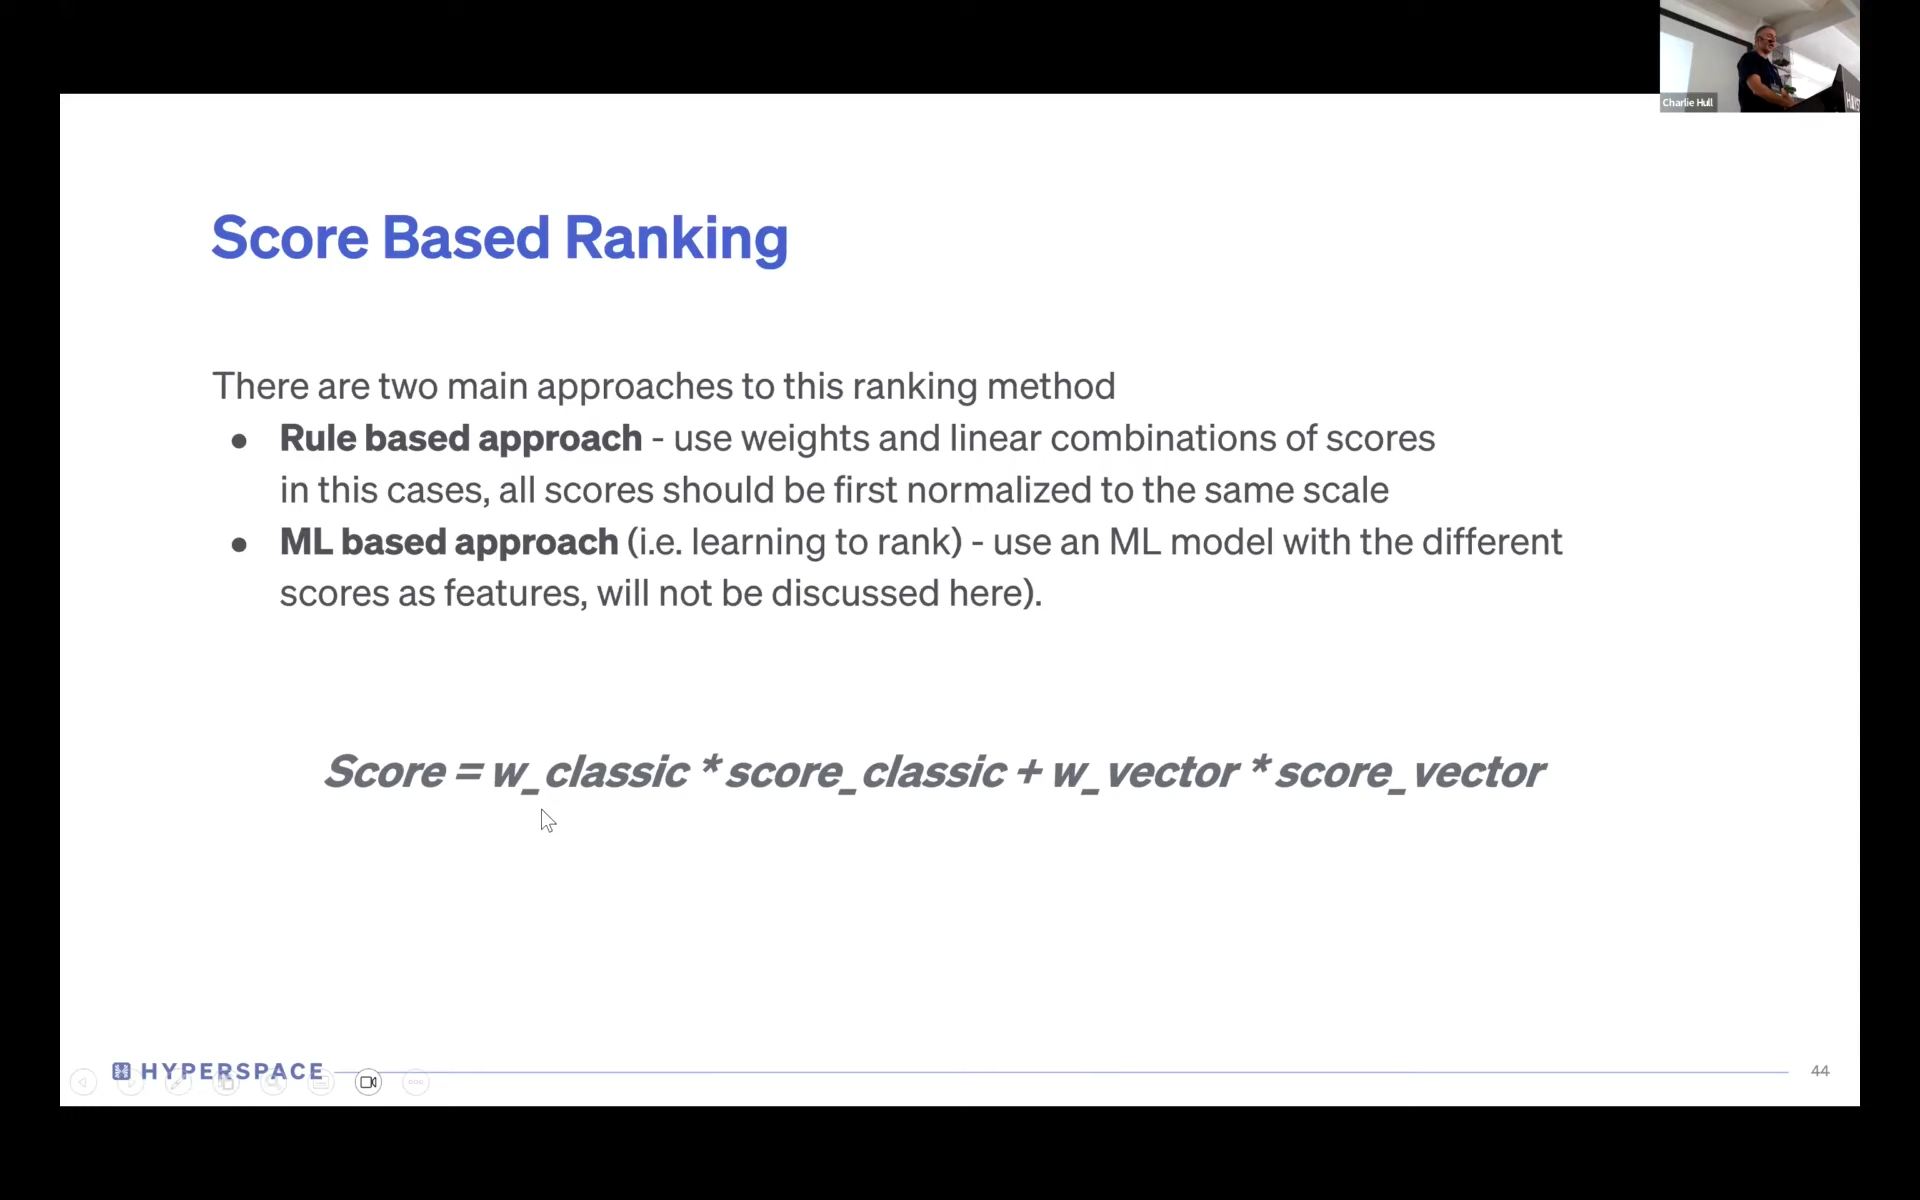 Charlie Hull
Score Based Ranking
There are two main approaches to this ranking method
● Rule based approach - use weights and linear combinations of scores
in this cases, all scores should be first normalized to the same scale
● ML based approach (i.e. learning to rank) - use an ML model with the different
scores as features, will not be discussed here).
Score = w_classic * score_classic + w_vector * score_vector
HYPERSPACE
44